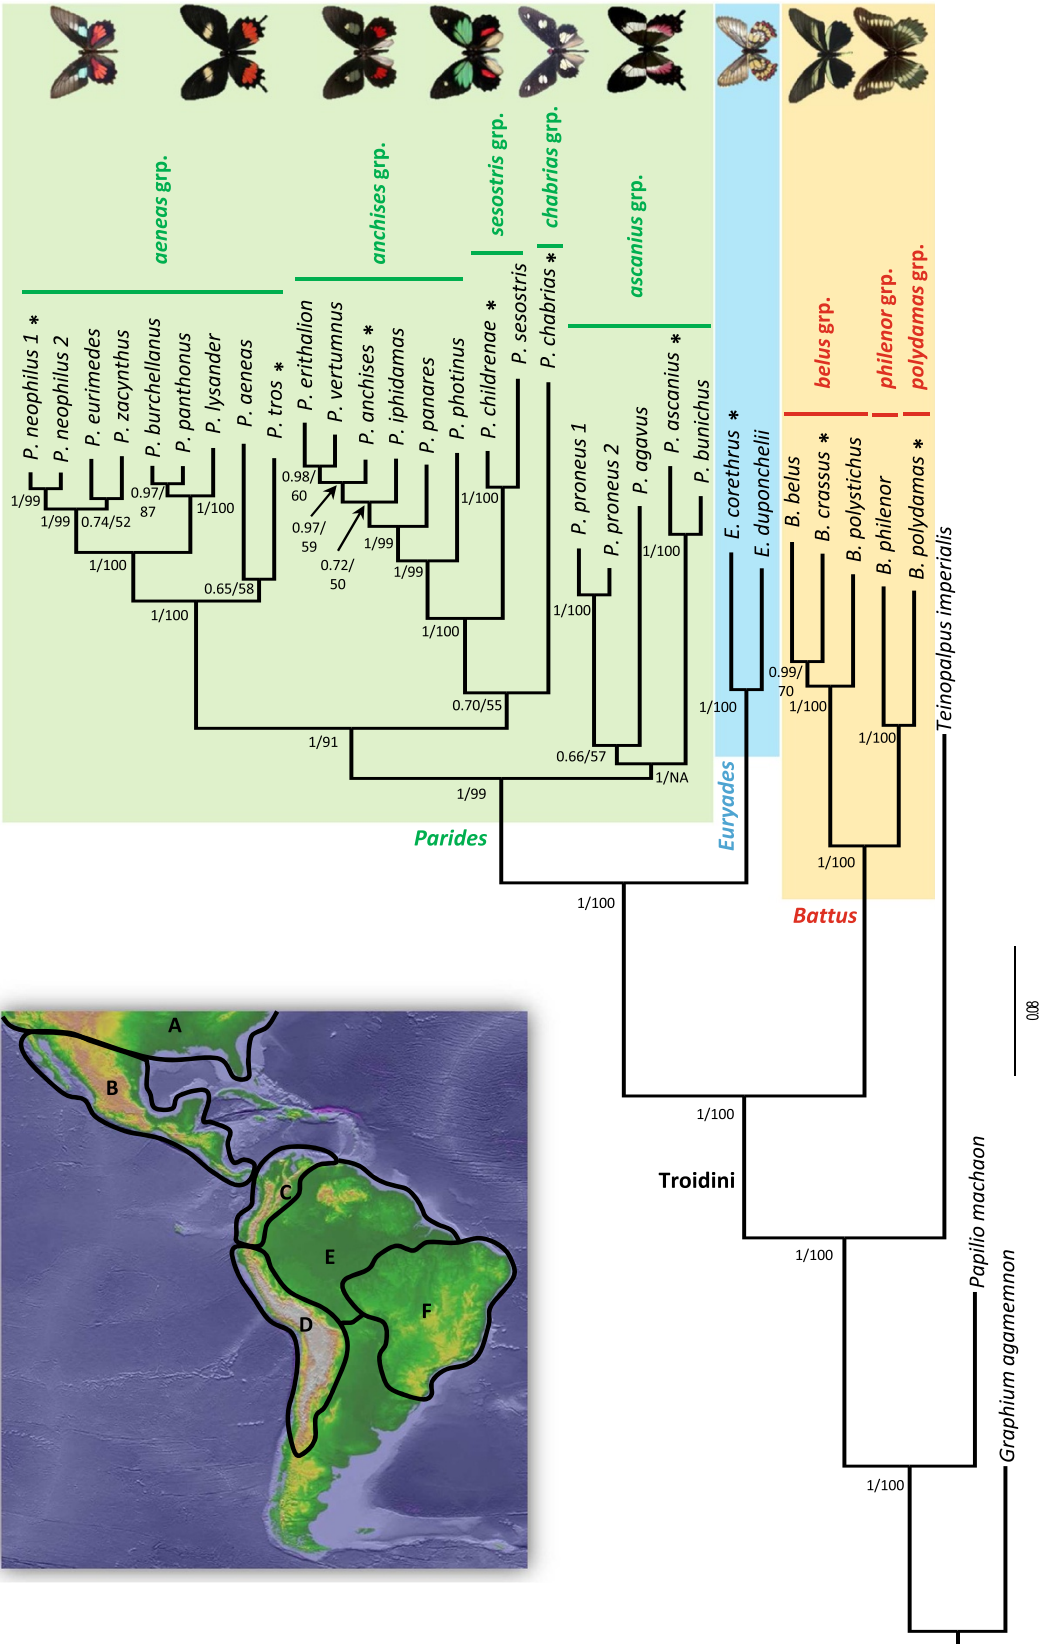 aeneas grp.
anchises grp.
sesostris grp.
chabrias grp.
ascanius grp.
belus grp.
philenor grp.
polydamas grp.
P. neophilus 1 *
P. neophilus 2
P. eurimedes
P. zacynthus
P. burchellanus
P. panthonus
P. lysander
P. aeneas
P. tros *
P. erithalion
P. vertumnus
P. anchises *
P. iphidamas
P. panares
P. photinus
P. childrenae *
P. sesostris
P. chabrias *
P. proneus 1
P. proneus 2
P. agavus
P. ascanius *
P. bunichus
E. corethrus *
E. duponchelii
B. belus
B. crassus *
B. polystichus
B. philenor
B. polydamas *
Teinopalpus imperialis
Papilio machaon
Graphium agamemnon
1/99
1/99
0.74/52
0.97/
87
1/100
1/100
0.65/58
1/100
0.98/
60
0.97/
59
0.72/
50
1/99
1/99
1/100
1/100
0.70/55
1/91
1/100
1/100
0.66/57
1/NA
1/99
1/100
0.99/
70
1/100
1/100
1/100
1/100
1/100
1/100
1/100
Parides
Euryades
Battus
Troidini
0.08
A
B
C
D
E
F